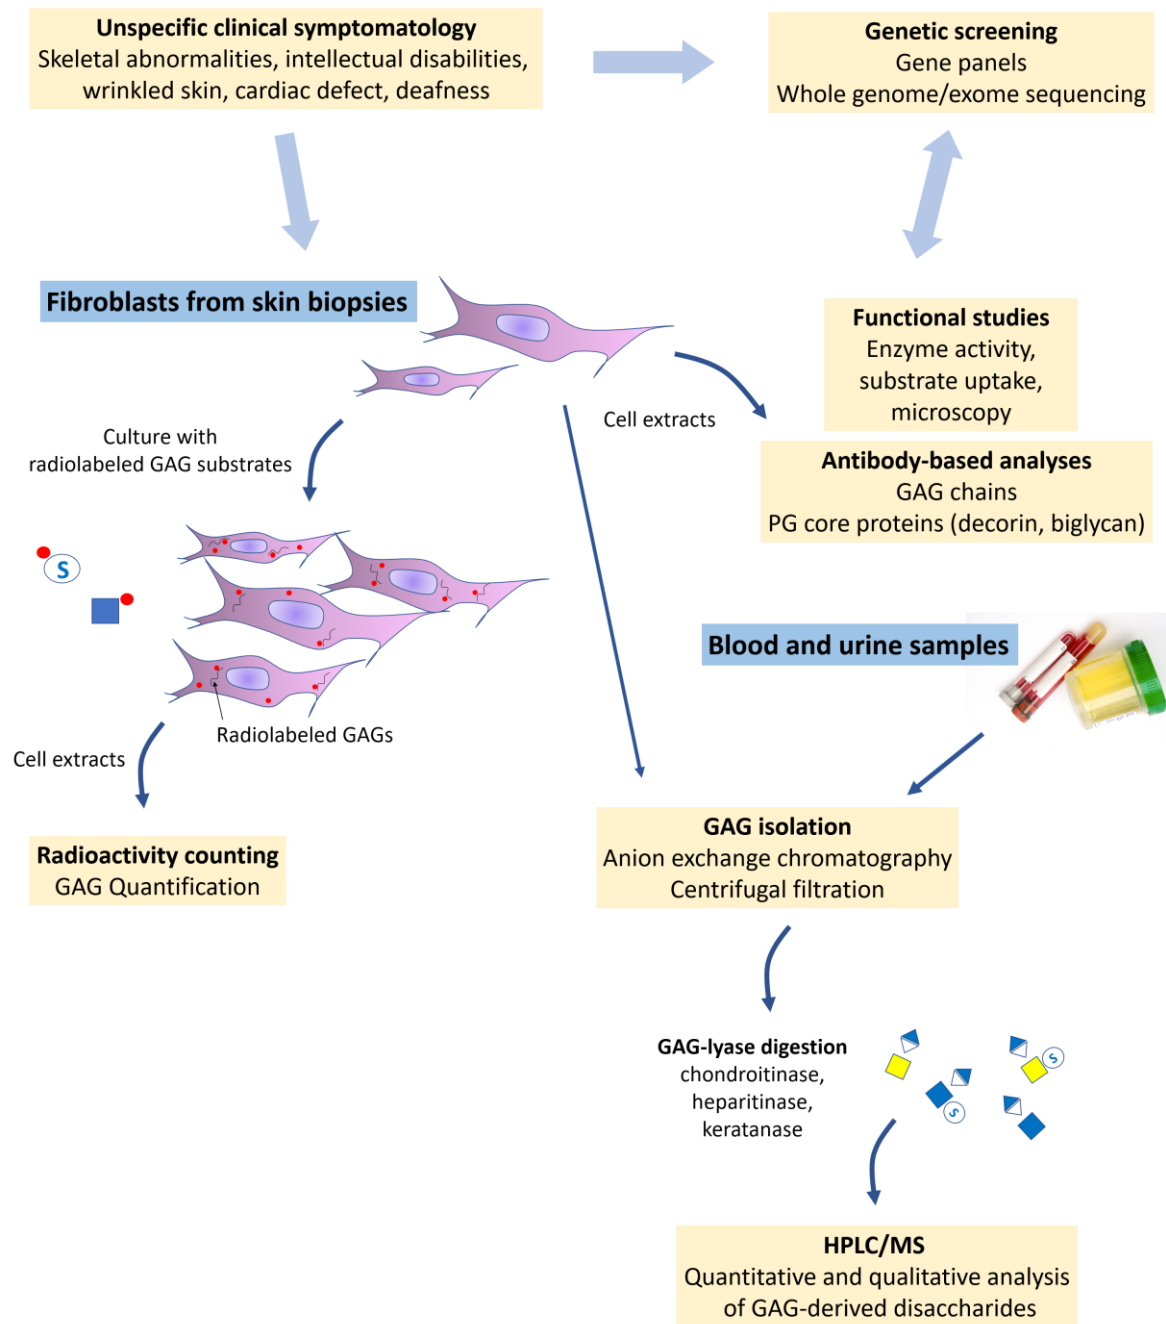 Unspecific clinical symptomatology
Skeletal abnormalities, intellectual disabilities,
wrinkled skin, cardiac defect, deafness
Genetic screening
Gene panels
Whole genome/exome sequencing
Fibroblasts from skin biopsies
Functional studies
Enzyme activity,
substrate uptake,
microscopy
Cell extracts
Culture with
radiolabeled GAG substrates
Antibody-based analyses
GAG chains
PG core proteins (decorin, biglycan)
S
Blood and urine samples
Radiolabeled GAGs
Cell extracts
GAG isolation
Anion exchange chromatography
Centrifugal filtration
Radioactivity counting
GAG Quantification
GAG-lyase digestion
chondroitinase,
heparitinase,
keratanase
S
S
HPLC/MS
Quantitative and qualitative analysis
of GAG-derived disaccharides